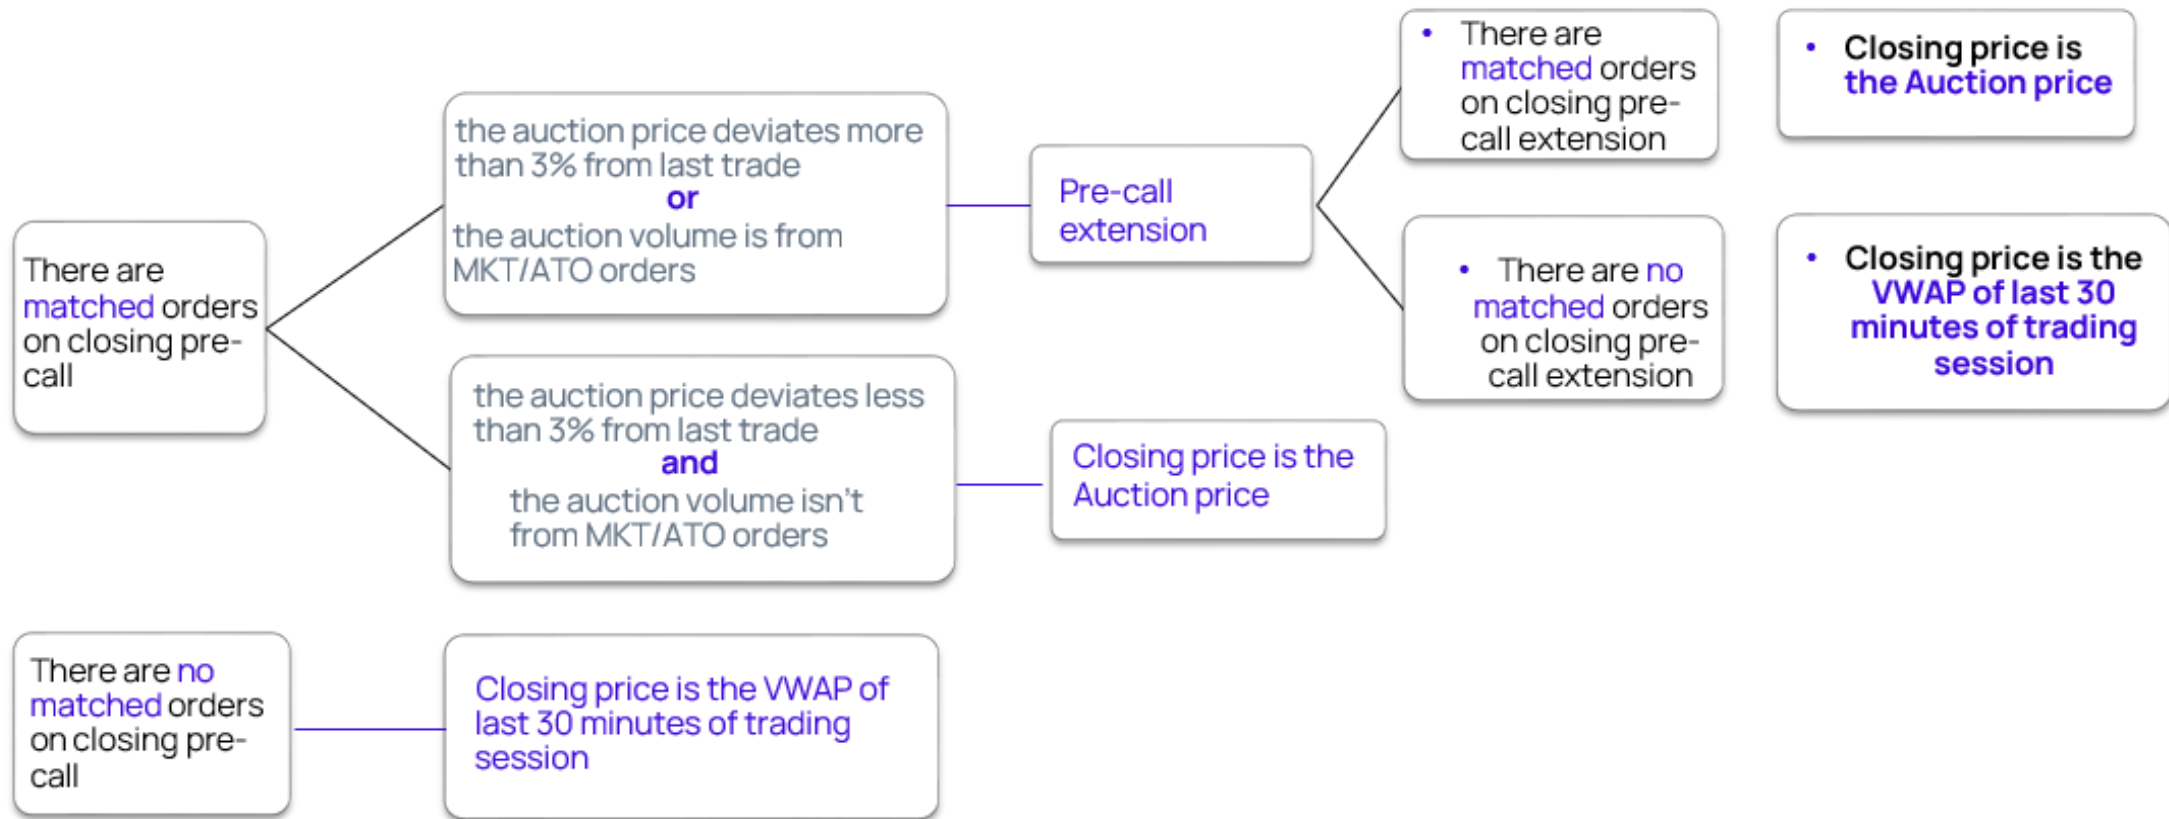 There are
matched orders
on closing pre-
call
the auction price deviates more
than 3% from last trade
or
the auction volume is from
MKT/ATO orders
Pre-call
extension
• There are
matched orders
on closing pre-
call extension
• Closing price is
the Auction price
• There are no
matched orders
on closing pre-
call extension
• Closing price is the
VWAP of last 30
minutes of trading
session
the auction price deviates less
than 3% from last trade
and
the auction volume isn't
from MKT/ATO orders
Closing price is the
Auction price
There are no
matched orders
on closing pre-
call
Closing price is the VWAP of
last 30 minutes of trading
session